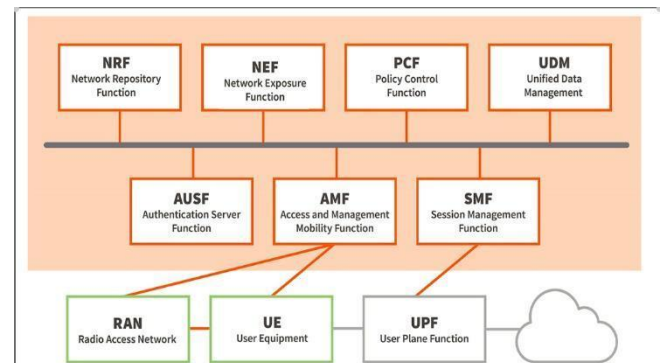 NRF
Network Repository
Function
NEF
Network Exposure
Function
PCF
Policy Control
Function
UDM
Unified Data
Management
AUSF
Authentication Server
Function
AMF
Access and Management
Mobility Function
SMF
Session Management
Function
RAN
Radio Access Network
UE
User Equipment
UPF
User Plane Function